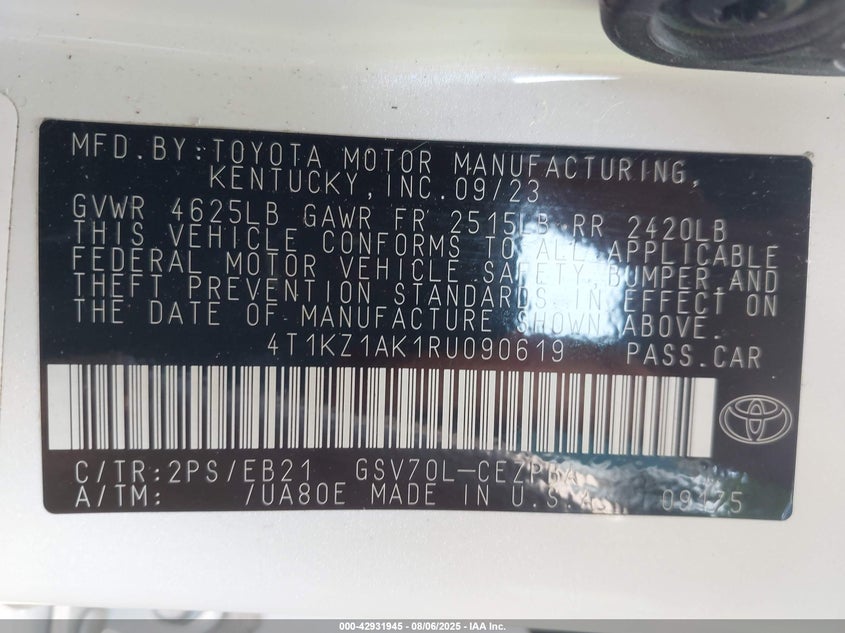 MFD.BY:TOYOTA MOTOR MANUFACTURING,
KENTUCKY,INC.09/23
GVWR 4625LB GAWR FR 2515LB RR 2420LB
THIS VEHICLE CONFORMS TO ALL APPLICABLE
FEDERAL MOTOR VEHICLE SAFETY,BUMPER,AND
THEFT PREVENTION STANDARDS IN EFFECT ON
THE DATE OF MANUFACTURE SHOWN ABOVE.
4T1KZ1AK1RU090619 PASS.CAR
C/TR:2PS/EB21 GSV70L-CEZPBA
A/TM: /UA80E MADE IN U.S.A.
000-42931945 - 08/06/2025 - IAA Inc.